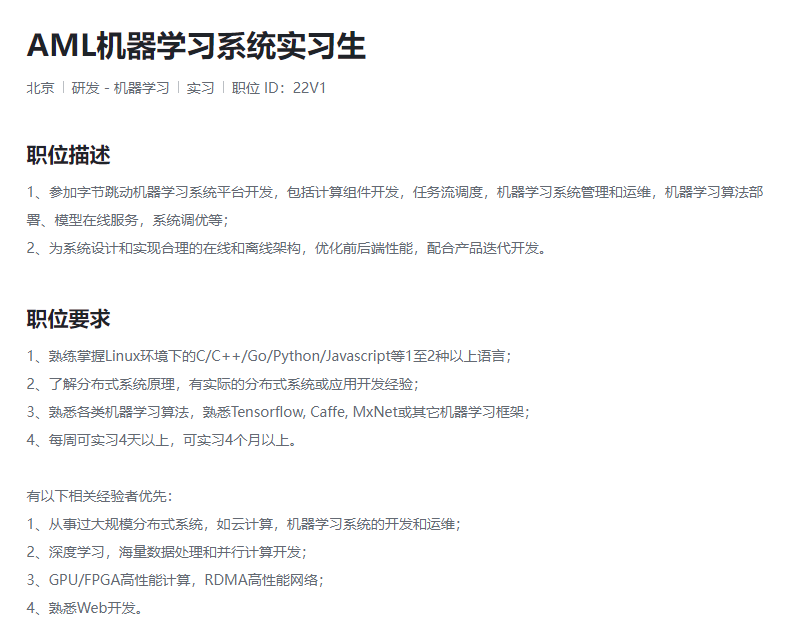 AML机器学习系统实习生
北京 | 研发 - 机器学习 | 实习 | 职位 ID：22V1
职位描述
1、参加字节跳动机器学习系统平台开发，包括计算组件开发，任务流调度，机器学习系统管理和运维，机器学习算法部
署、模型在线服务，系统调优等；
2、为系统设计和实现合理的在线和离线架构，优化前后端性能，配合产品迭代开发。
职位要求
1、熟练掌握Linux环境下的C/C++/Go/Python/Javascript等1至2种以上语言；
2、了解分布式系统原理，有实际的分布式系统或应用开发经验；
3、熟悉各类机器学习算法，熟悉Tensorflow, Caffe, MxNet或其它机器学习框架；
4、每周可实习4天以上，可实习4个月以上。
有以下相关经验者优先：
1、从事过大规模分布式系统，如云计算，机器学习系统的开发和运维；
2、深度学习，海量数据处理和并行计算开发；
3、GPU/FPGA高性能计算，RDMA高性能网络；
4、熟悉Web开发。